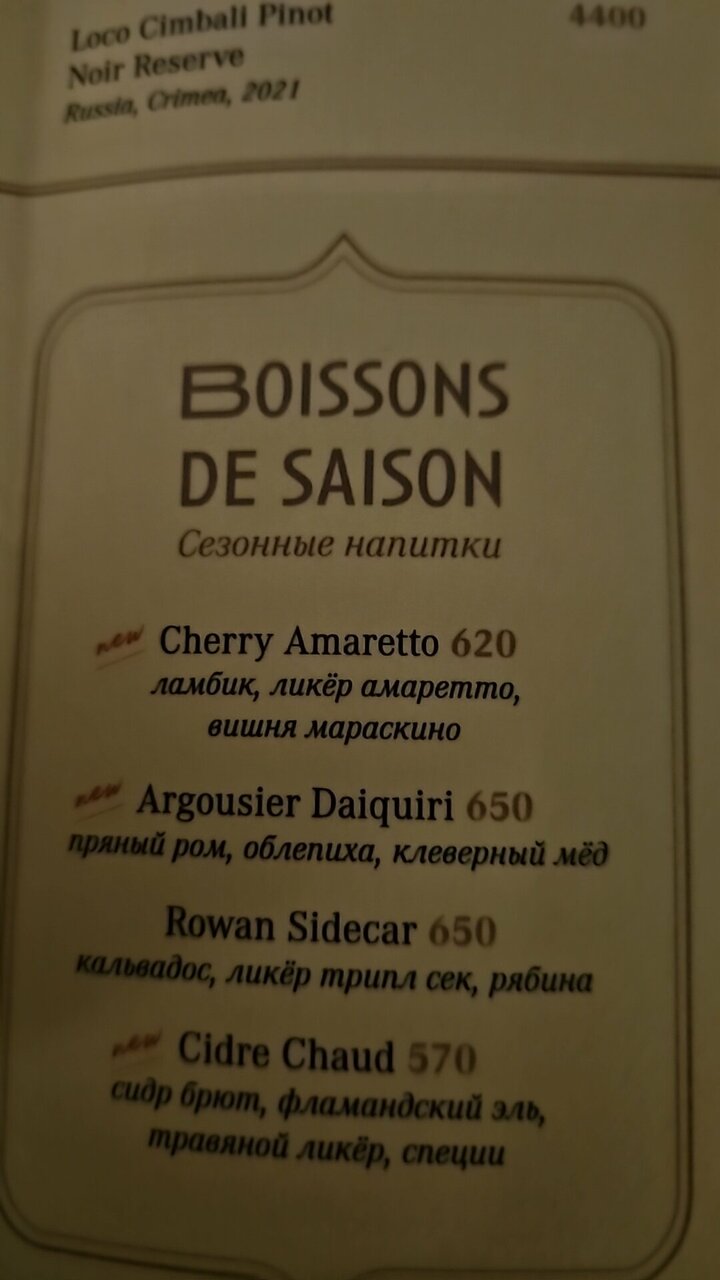 Loco Cimbali Pinot 4400
Noir Reserve
Russia, Crimea, 2021
BOISSONS
DE SAISON
Сезонные напитки
new Cherry Amaretto 620
ламбик, ликёр амаретто,
вишня мараскино
new Argousier Daiquiri 650
пряный ром, облепиха, клеверный мёд
Rowan Sidecar 650
кальвадос, ликёр трипл сек, рябина
new Cidre Chaud 570
сидр брют, фламандский эль,
травяной ликёр, специи